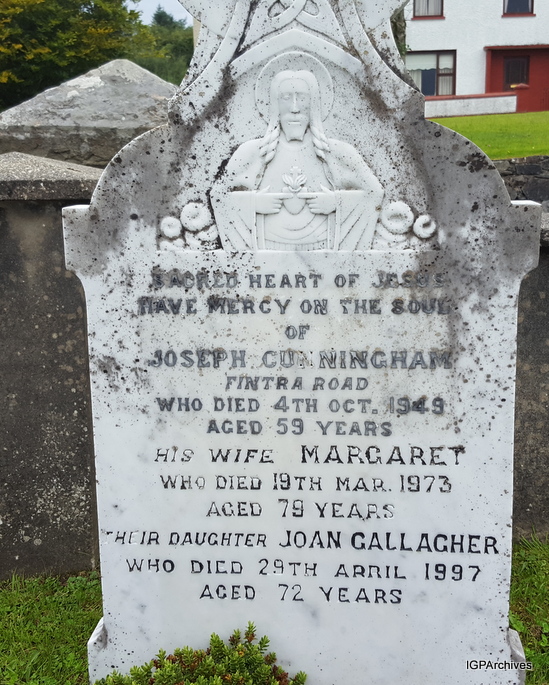 SACRED HEART OF JESUS
HAVE MERCY ON THE SOUL
OF
JOSEPH CUNNINGHAM
FINTRA ROAD
WHO DIED 4TH OCT. 1949
AGED 59 YEARS
HIS WIFE MARGARET
WHO DIED 19TH MAR. 1973
AGED 79 YEARS
THEIR DAUGHTER JOAN GALLAGHER
WHO DIED 29TH APRIL 1997
AGED 72 YEARS
IGPArchives